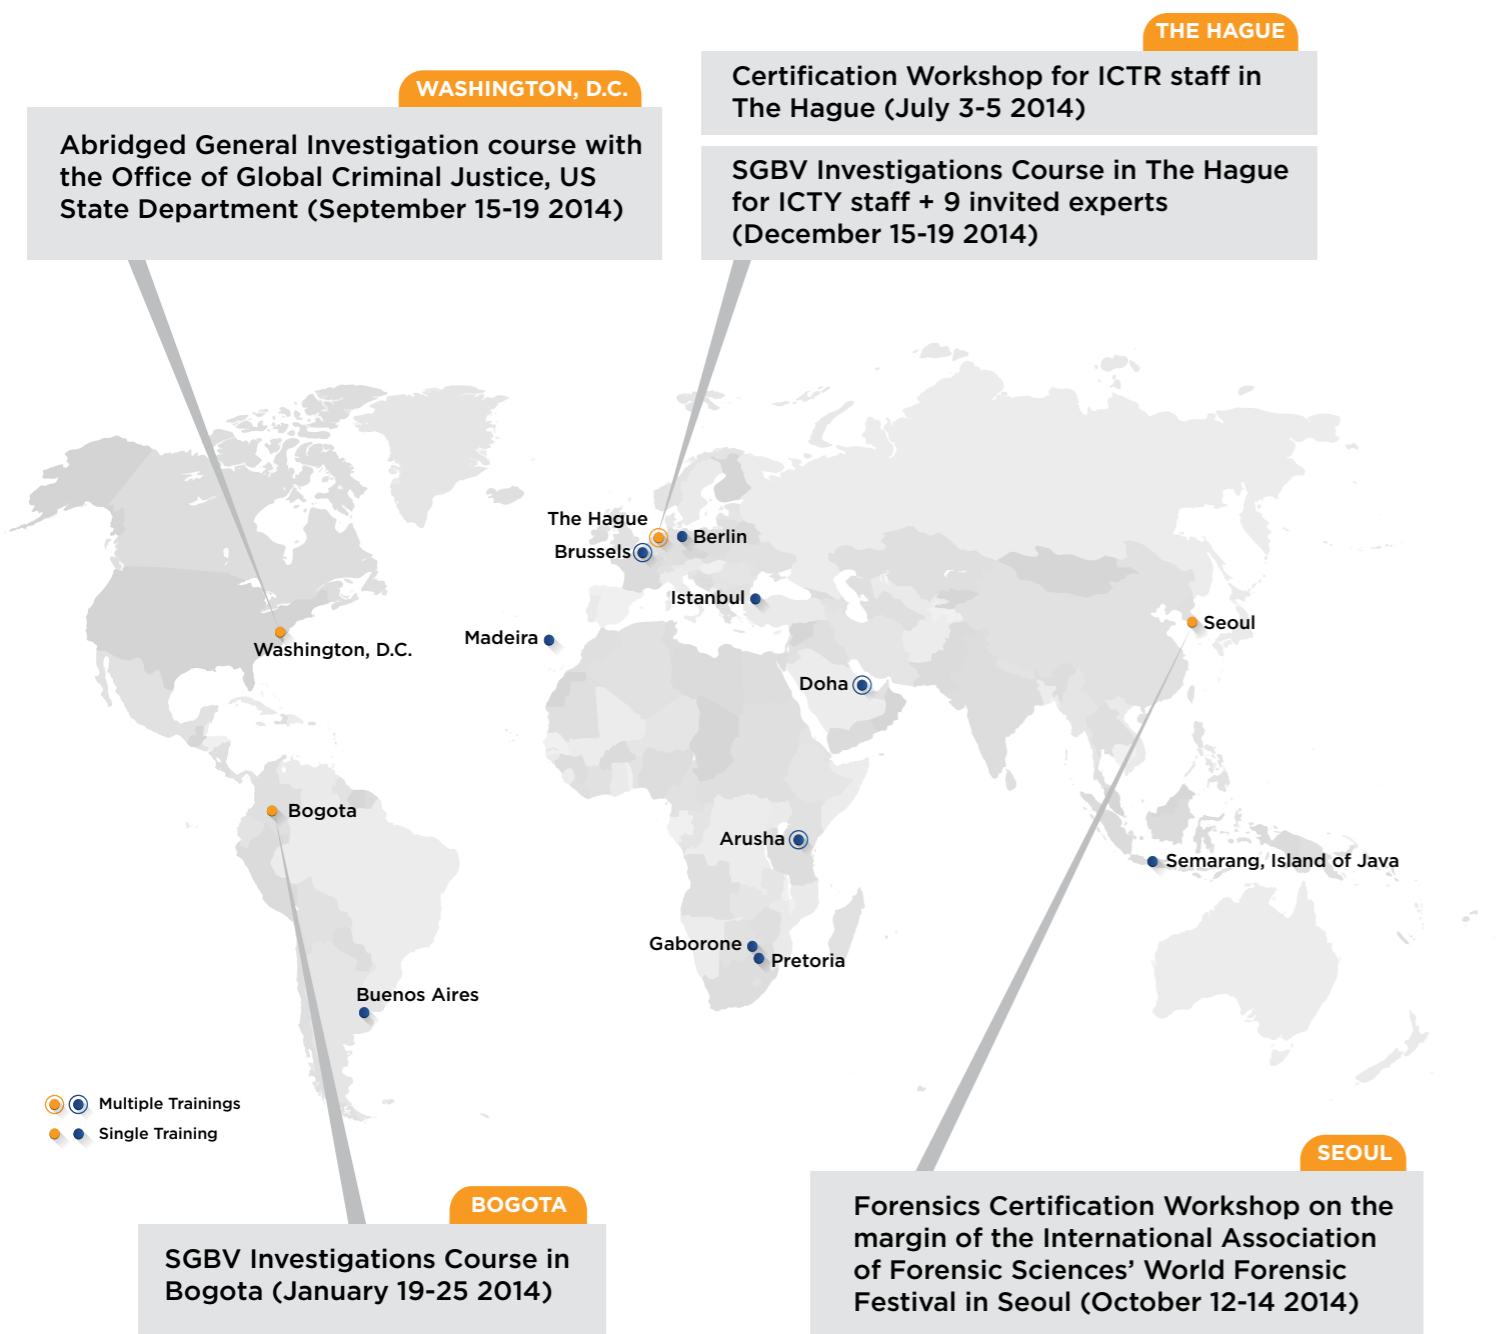 THE HAGUE
Certification Workshop for ICTR staff in
The Hague (July 3-5 2014)
SGBV Investigations Course in The Hague
for ICTY staff + 9 invited experts
(December 15-19 2014)
WASHINGTON, D.C.
Abridged General Investigation course with
the Office of Global Criminal Justice, US
State Department (September 15-19 2014)
The Hague
Berlin
Brussels
Istanbul
Madeira
Washington, D.C.
Seoul
Doha
Bogota
Arusha
Semarang, Island of Java
Gaborone
Pretoria
Buenos Aires
Multiple Trainings
Single Training
BOGOTA
SGBV Investigations Course in
Bogota (January 19-25 2014)
SEOUL
Forensics Certification Workshop on the
margin of the International Association
of Forensic Sciences’ World Forensic
Festival in Seoul (October 12-14 2014)